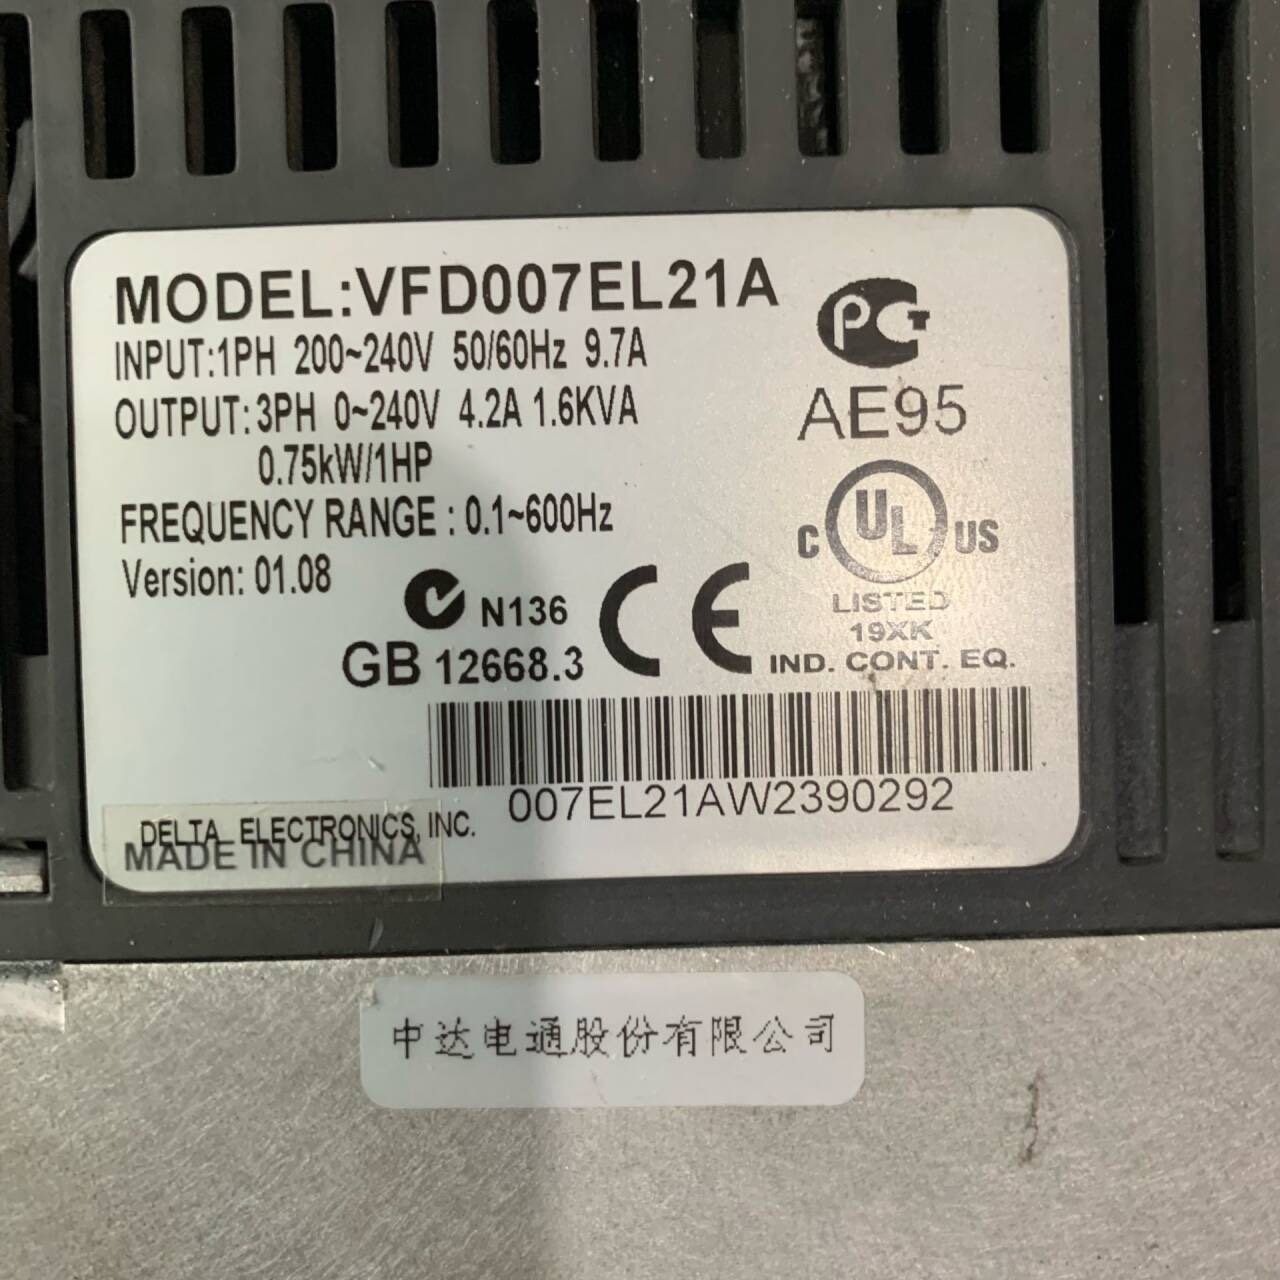 MODEL:VFD007EL21A
INPUT:1PH 200~240V 50/60Hz 9.7A
OUTPUT:3PH 0~240V 4.2A 1.6KVA
0.75kW/1HP
FREQUENCY RANGE : 0.1~600Hz
Version: 01.08
PCT
AE95
C UL US
LISTED
19XK
IND. CONT. EQ.
N136
CE
GB 12668.3
007EL21AW2390292
DELTA ELECTRONICS, INC.
MADE IN CHINA
中达电通股份有限公司